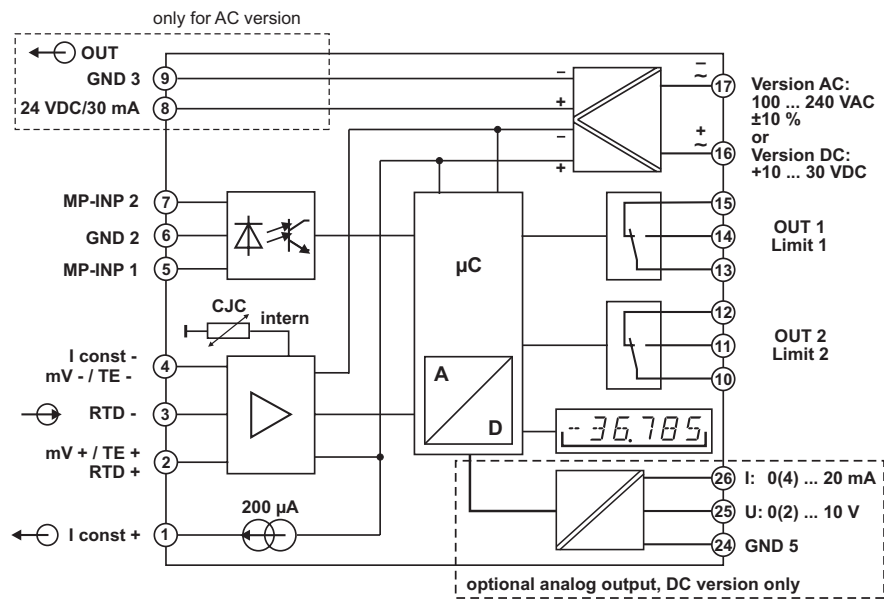 only for AC version
OUT
GND 3
9
24 VDC/30 mA
8
–
+
–
+
–
~
17
+
~
16
Version AC:
100 ... 240 VAC
±10 %
or
Version DC:
+10 ... 30 VDC
MP-INP 2
7
GND 2
6
MP-INP 1
5
µC
15
14
13
OUT 1
Limit 1
CJC
intern
12
11
10
OUT 2
Limit 2
I const -
mV - / TE -
4
RTD -
3
mV + / TE +
RTD +
2
A
D
-36.785
200 µA
I const +
1
26
I: 0(4) ... 20 mA
25
U: 0(2) ... 10 V
24
GND 5
optional analog output, DC version only